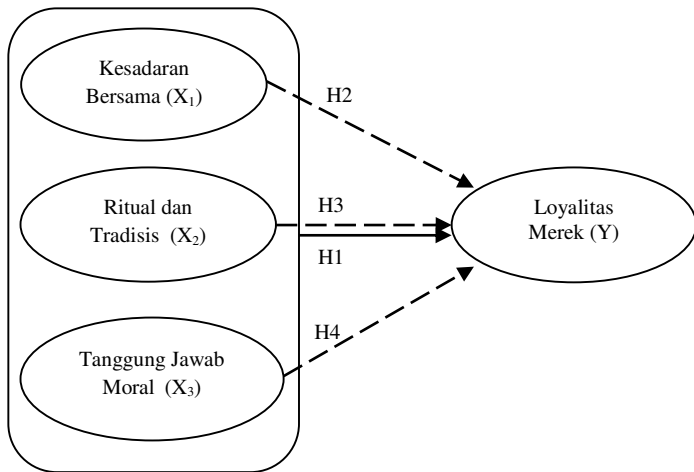 Kesadaran
Bersama (X₁)
H2
Ritual dan
Tradisis (X₂)
H3
H1
Loyalitas
Merek (Y)
H4
Tanggung Jawab
Moral (X₃)